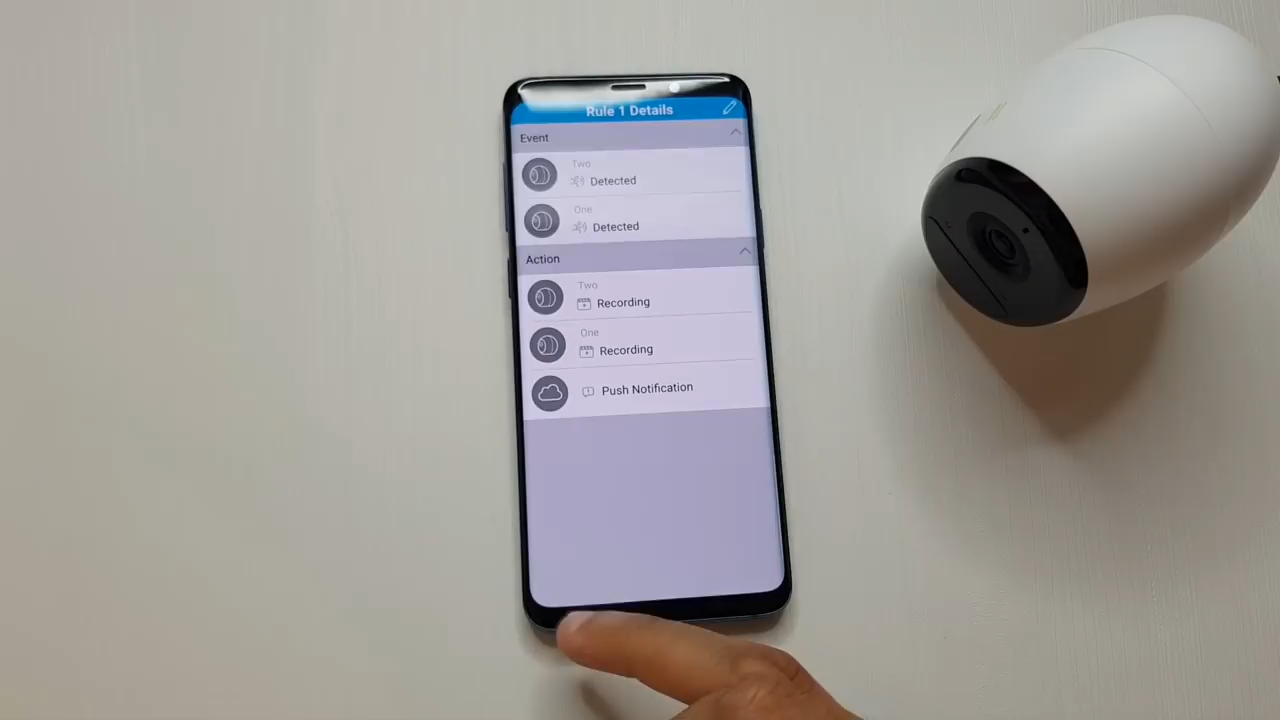 Rule 1 Details
Event
Two
Detected
One
Detected
Action
Two
Recording
One
Recording
Push Notification